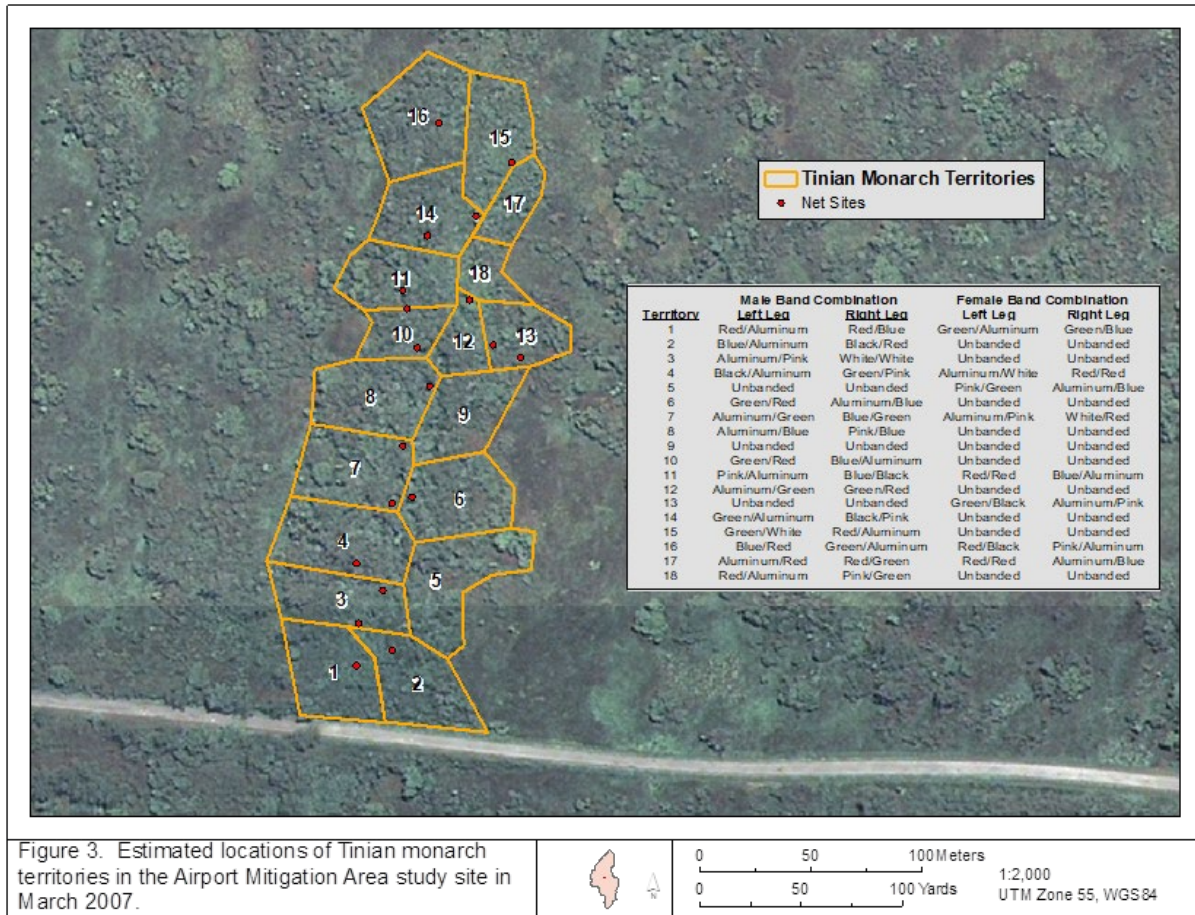 16
15
17
14
18
11
10
12
13
8
9
7
6
4
5
3
1
2
Tinian Monarch Territories
Net Sites
Male Band Combination Female Band Combination
Territory Left Leg Right Leg Left Leg Right Leg
1 Red/Aluminum Red/Blue Green/Aluminum Green/Blue
2 Blue/Aluminum Black/Red Unbanded Unbanded
3 Aluminum/Pink White/White Unbanded Unbanded
4 Black/Aluminum Green/Pink Aluminum/White Red/Red
5 Unbanded Unbanded Pink/Green Aluminum/Blue
6 Green/Red Aluminum/Blue Unbanded Unbanded
7 Aluminum/Green Blue/Green Aluminum/Pink White/Red
8 Aluminum/Blue Pink/Blue Unbanded Unbanded
9 Unbanded Unbanded Unbanded Unbanded
10 Green/Red Blue/Aluminum Unbanded Unbanded
11 Pink/Aluminum Blue/Black Red/Red Blue/Aluminum
12 Aluminum/Green Green/Red Unbanded Unbanded
13 Unbanded Unbanded Green/Black Aluminum/Pink
14 Green/Aluminum Black/Pink Unbanded Unbanded
15 Green/White Red/Aluminum Unbanded Unbanded
16 Blue/Red Green/Aluminum Red/Black Pink/Aluminum
17 Aluminum/Red Red/Green Red/Red Aluminum/Blue
18 Red/Aluminum Pink/Green Unbanded Unbanded
Figure 3. Estimated locations of Tinian monarch
territories in the Airport Mitigation Area study site in
March 2007.
N
0 50 100 Meters
0 50 100 Yards
1:2,000
UTM Zone 55, WGS84